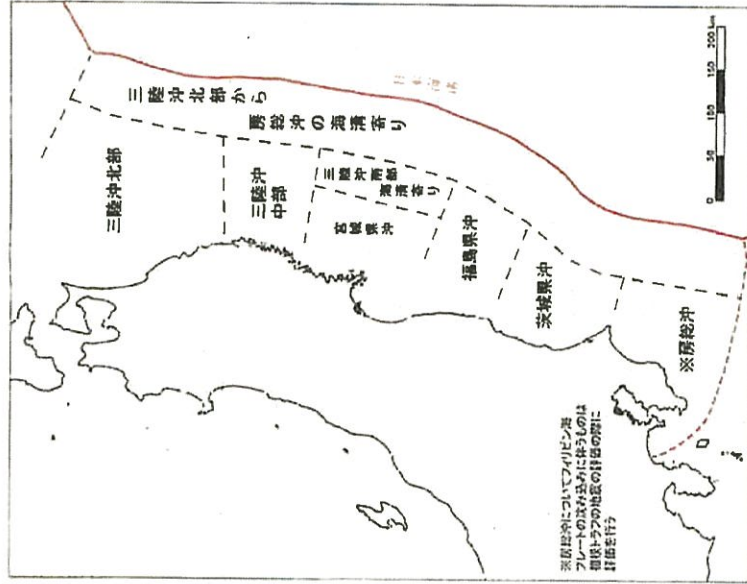 三陸沖北部から
房総沖の海溝寄り
三陸沖北部
三陸沖
中部
三陸沖南部
海溝寄り
宮城県沖
福島県沖
茨城県沖
※房総沖
日本海溝
※房総沖についてフィリピン海
プレートの沈み込みに伴うものは
相模トラフの地震の評価の際に
評価を行う
0 50 100 150 200 km